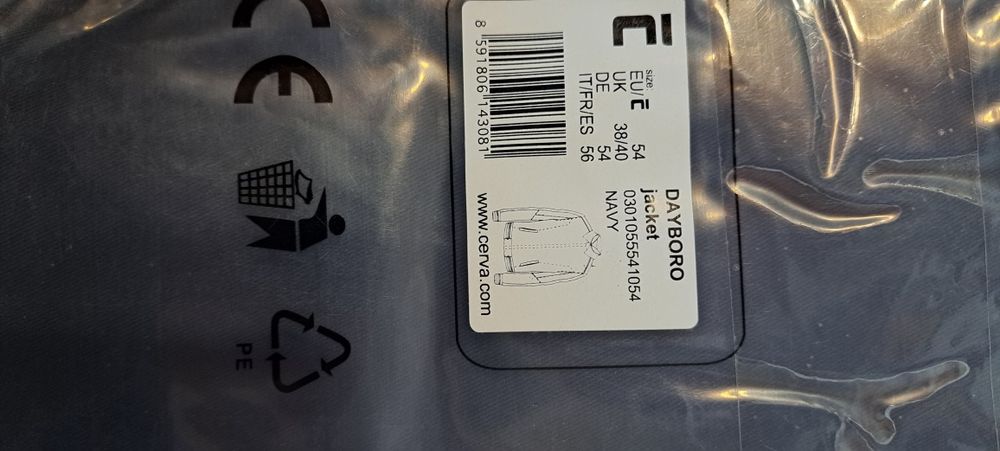 DAYBORO
jacket
0301055541054
NAVY
size:
EU/ 54
UK 38/40
DE 54
IT/FR/ES 56
8 591806 143081
www.cerva.com
CE
PE